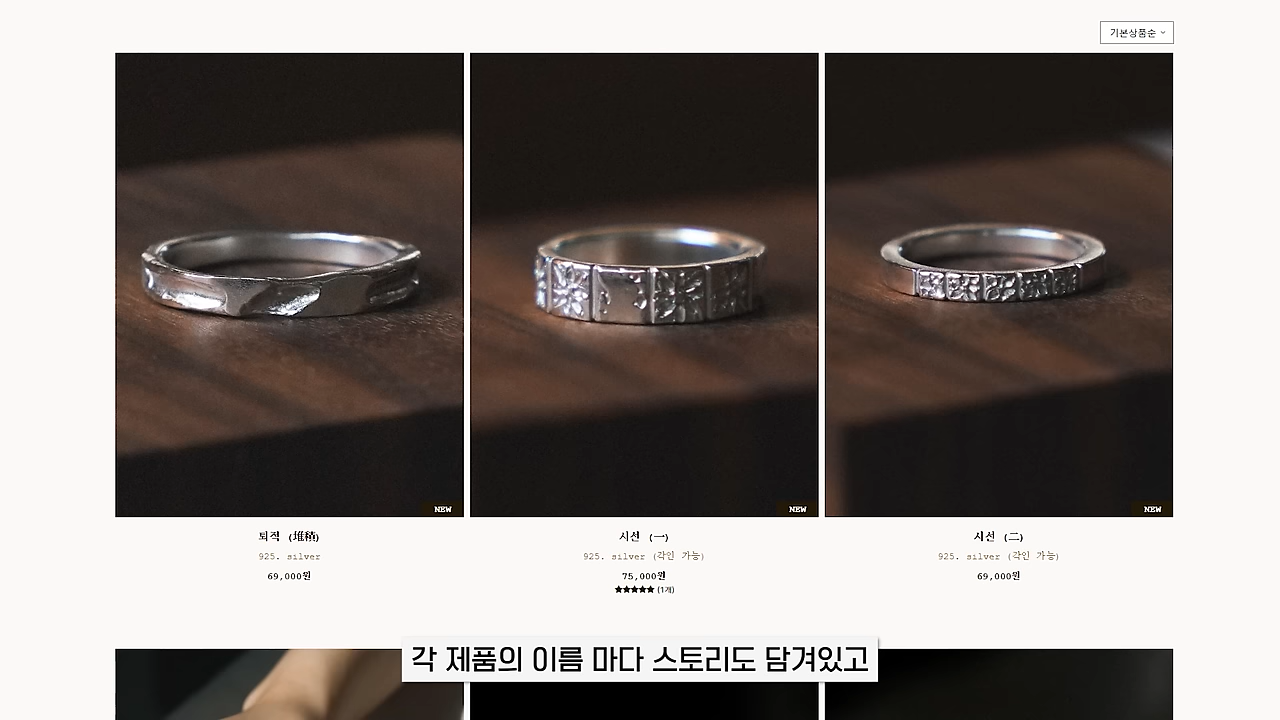 기본상품순
NEW
NEW
NEW
퇴적 (堆積)
925. silver
69,000원
시선 (一)
925. silver (각인 가능)
75,000원
★★★★★ (1개)
시선 (二)
925. silver (각인 가능)
69,000원
각 제품의 이름 마다 스토리도 담겨있고